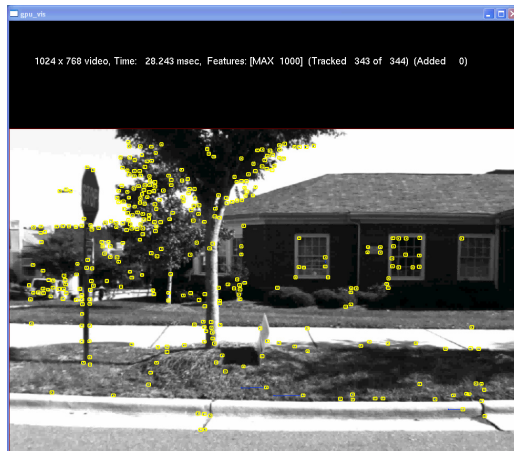 gpu_vis
1024 x 768 video, Time: 28.243 msec, Features: [MAX 1000] (Tracked 343 of 344) (Added 0)